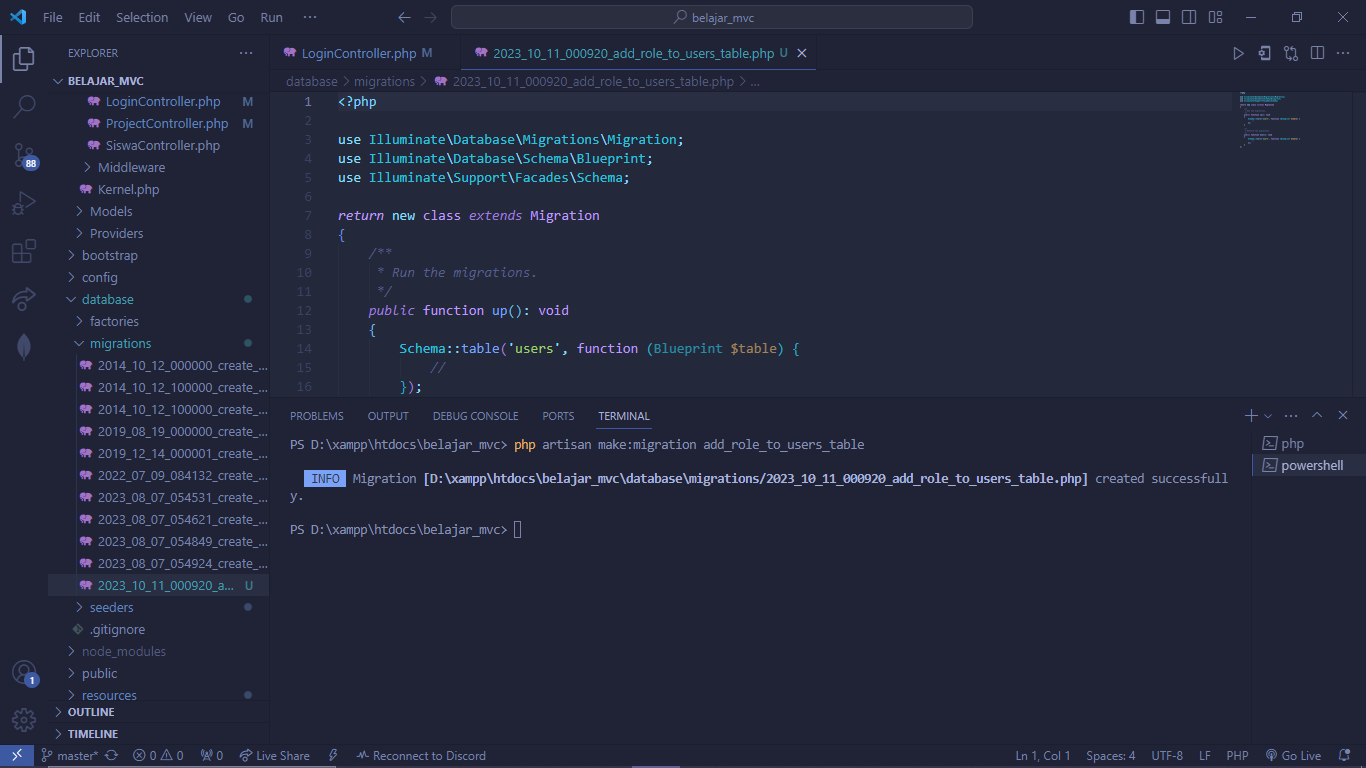 File Edit Selection View Go Run ···
belajar_mvc
EXPLORER
BELAJAR_MVC
LoginController.php M
ProjectController.php M
SiswaController.php
Middleware
Kernel.php
Models
Providers
bootstrap
config
database
factories
migrations
2014_10_12_000000_create_...
2014_10_12_100000_create_...
2014_10_12_100000_create_...
2019_08_19_000000_create_...
2019_12_14_000001_create_...
2022_07_09_084132_create_...
2023_08_07_054531_create_...
2023_08_07_054621_create_...
2023_08_07_054849_create_...
2023_08_07_054924_create_...
2023_10_11_000920_a... U
seeders
.gitignore
node_modules
public
resources
OUTLINE
TIMELINE
88
1
LoginController.php M
2023_10_11_000920_add_role_to_users_table.php U
database > migrations > 2023_10_11_000920_add_role_to_users_table.php > ...
1 <?php
2
3 use Illuminate\Database\Migrations\Migration;
4 use Illuminate\Database\Schema\Blueprint;
5 use Illuminate\Support\Facades\Schema;
6
7 return new class extends Migration
8 {
9 /**
10 * Run the migrations.
11 */
12 public function up(): void
13 {
14 Schema::table('users', function (Blueprint $table) {
15 //
16 });
PROBLEMS OUTPUT DEBUG CONSOLE PORTS TERMINAL
PS D:\xampp\htdocs\belajar_mvc> php artisan make:migration add_role_to_users_table
INFO Migration [D:\xampp\htdocs\belajar_mvc\database\migrations/2023_10_11_000920_add_role_to_users_table.php] created successfull
y.
PS D:\xampp\htdocs\belajar_mvc>
php
powershell
master* 0 0 0 Live Share Reconnect to Discord
Ln 1, Col 1 Spaces: 4 UTF-8 LF PHP Go Live